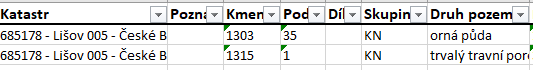 Katastr Pozná Kmen Pod Díl Skupin Druh pozem
685178 - Lišov 005 - České B 1303 35 KN orná půda
685178 - Lišov 005 - České B 1315 1 KN trvalý travní por